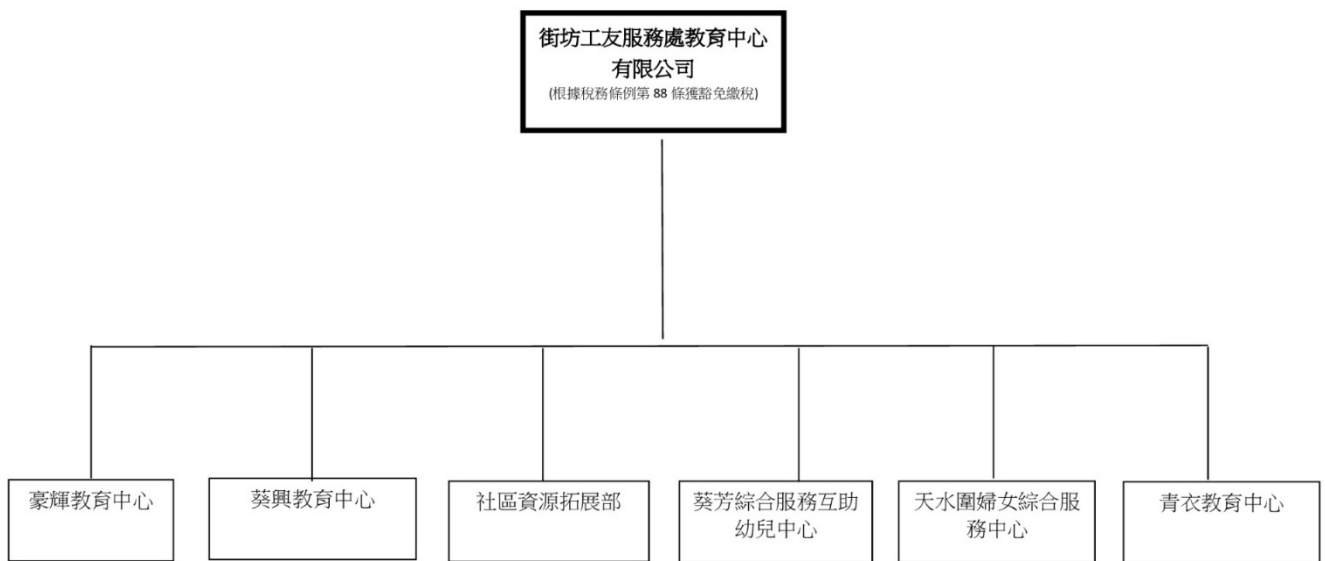 街坊工友服務處教育中心
有限公司
(根據稅務條例第 88 條獲豁免繳稅)
豪輝教育中心
葵興教育中心
社區資源拓展部
葵芳綜合服務互助
幼兒中心
天水圍婦女綜合服
務中心
青衣教育中心